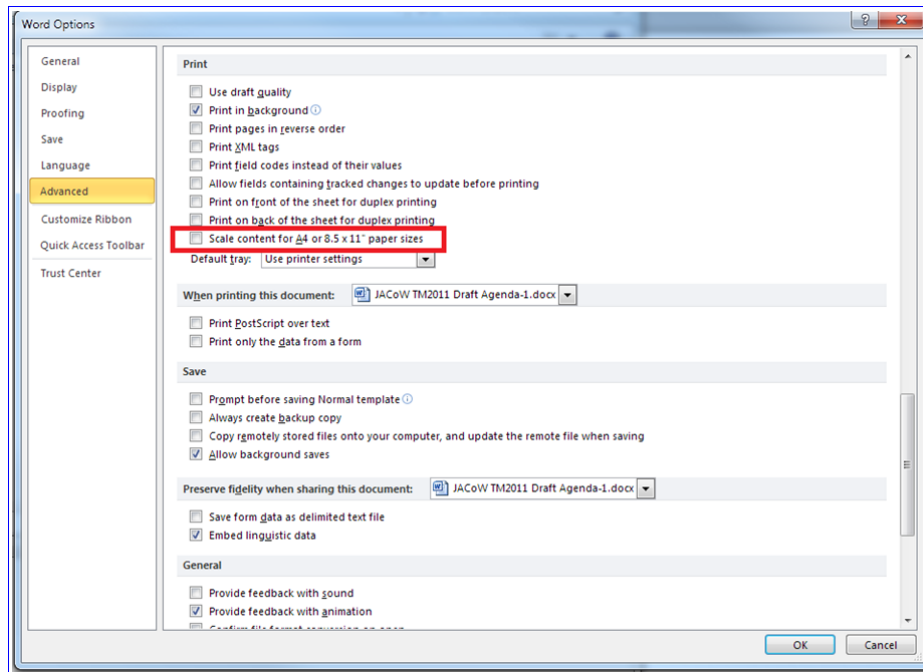 Word Options
General
Display
Proofing
Save
Language
Advanced
Customize Ribbon
Quick Access Toolbar
Trust Center
Print
Use draft quality
Print in background
Print pages in reverse order
Print XML tags
Print field codes instead of their values
Allow fields containing tracked changes to update before printing
Print on front of the sheet for duplex printing
Print on back of the sheet for duplex printing
Scale content for A4 or 8.5 x 11" paper sizes
Default tray: Use printer settings
When printing this document: JACoW TM2011 Draft Agenda-1.docx
Print PostScript over text
Print only the data from a form
Save
Prompt before saving Normal template
Always create backup copy
Copy remotely stored files onto your computer, and update the remote file when saving
Allow background saves
Preserve fidelity when sharing this document: JACoW TM2011 Draft Agenda-1.docx
Save form data as delimited text file
Embed linguistic data
General
Provide feedback with sound
Provide feedback with animation
Confirm file format conversion on open
OK Cancel